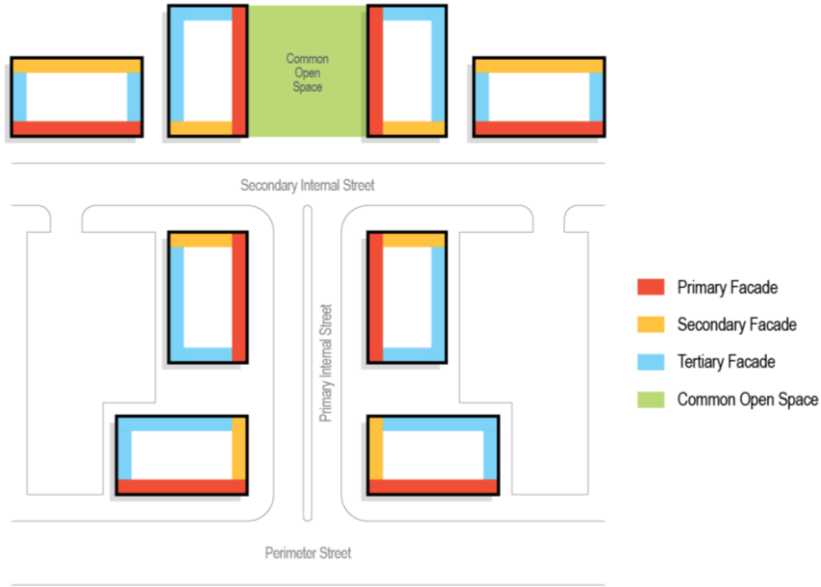 Common
Open
Space
Secondary Internal Street
Primary Internal Street
Primary Facade
Secondary Facade
Tertiary Facade
Common Open Space
Perimeter Street